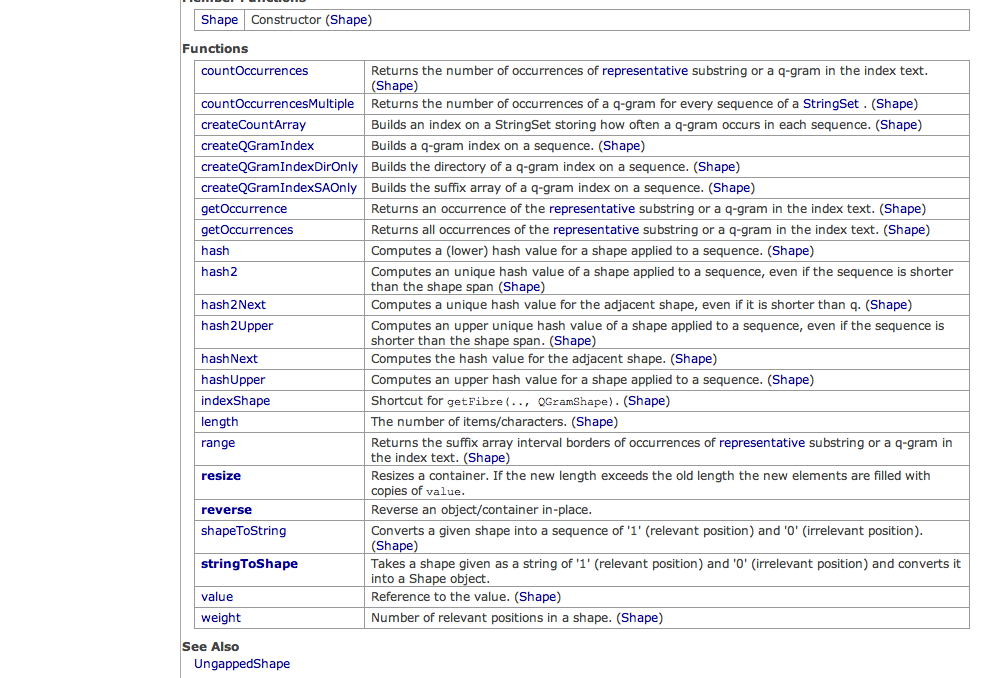 Member Functions
Shape Constructor (Shape)
Functions
countOccurrences Returns the number of occurrences of representative substring or a q-gram in the index text.
(Shape)
countOccurrencesMultiple Returns the number of occurrences of a q-gram for every sequence of a StringSet . (Shape)
createCountArray Builds an index on a StringSet storing how often a q-gram occurs in each sequence. (Shape)
createQGramIndex Builds a q-gram index on a sequence. (Shape)
createQGramIndexDirOnly Builds the directory of a q-gram index on a sequence. (Shape)
createQGramIndexSAOnly Builds the suffix array of a q-gram index on a sequence. (Shape)
getOccurrence Returns an occurrence of the representative substring or a q-gram in the index text. (Shape)
getOccurrences Returns all occurrences of the representative substring or a q-gram in the index text. (Shape)
hash Computes a (lower) hash value for a shape applied to a sequence. (Shape)
hash2 Computes an unique hash value of a shape applied to a sequence, even if the sequence is shorter
than the shape span (Shape)
hash2Next Computes a unique hash value for the adjacent shape, even if it is shorter than q. (Shape)
hash2Upper Computes an upper unique hash value of a shape applied to a sequence, even if the sequence is
shorter than the shape span. (Shape)
hashNext Computes the hash value for the adjacent shape. (Shape)
hashUpper Computes an upper hash value for a shape applied to a sequence. (Shape)
indexShape Shortcut for getFibre(.., QGramShape). (Shape)
length The number of items/characters. (Shape)
range Returns the suffix array interval borders of occurrences of representative substring or a q-gram in
the index text. (Shape)
resize Resizes a container. If the new length exceeds the old length the new elements are filled with
copies of value.
reverse Reverse an object/container in-place.
shapeToString Converts a given shape into a sequence of '1' (relevant position) and '0' (irrelevant position).
(Shape)
stringToShape Takes a shape given as a string of '1' (relevant position) and '0' (irrelevant position) and converts it
into a Shape object.
value Reference to the value. (Shape)
weight Number of relevant positions in a shape. (Shape)
See Also
UngappedShape